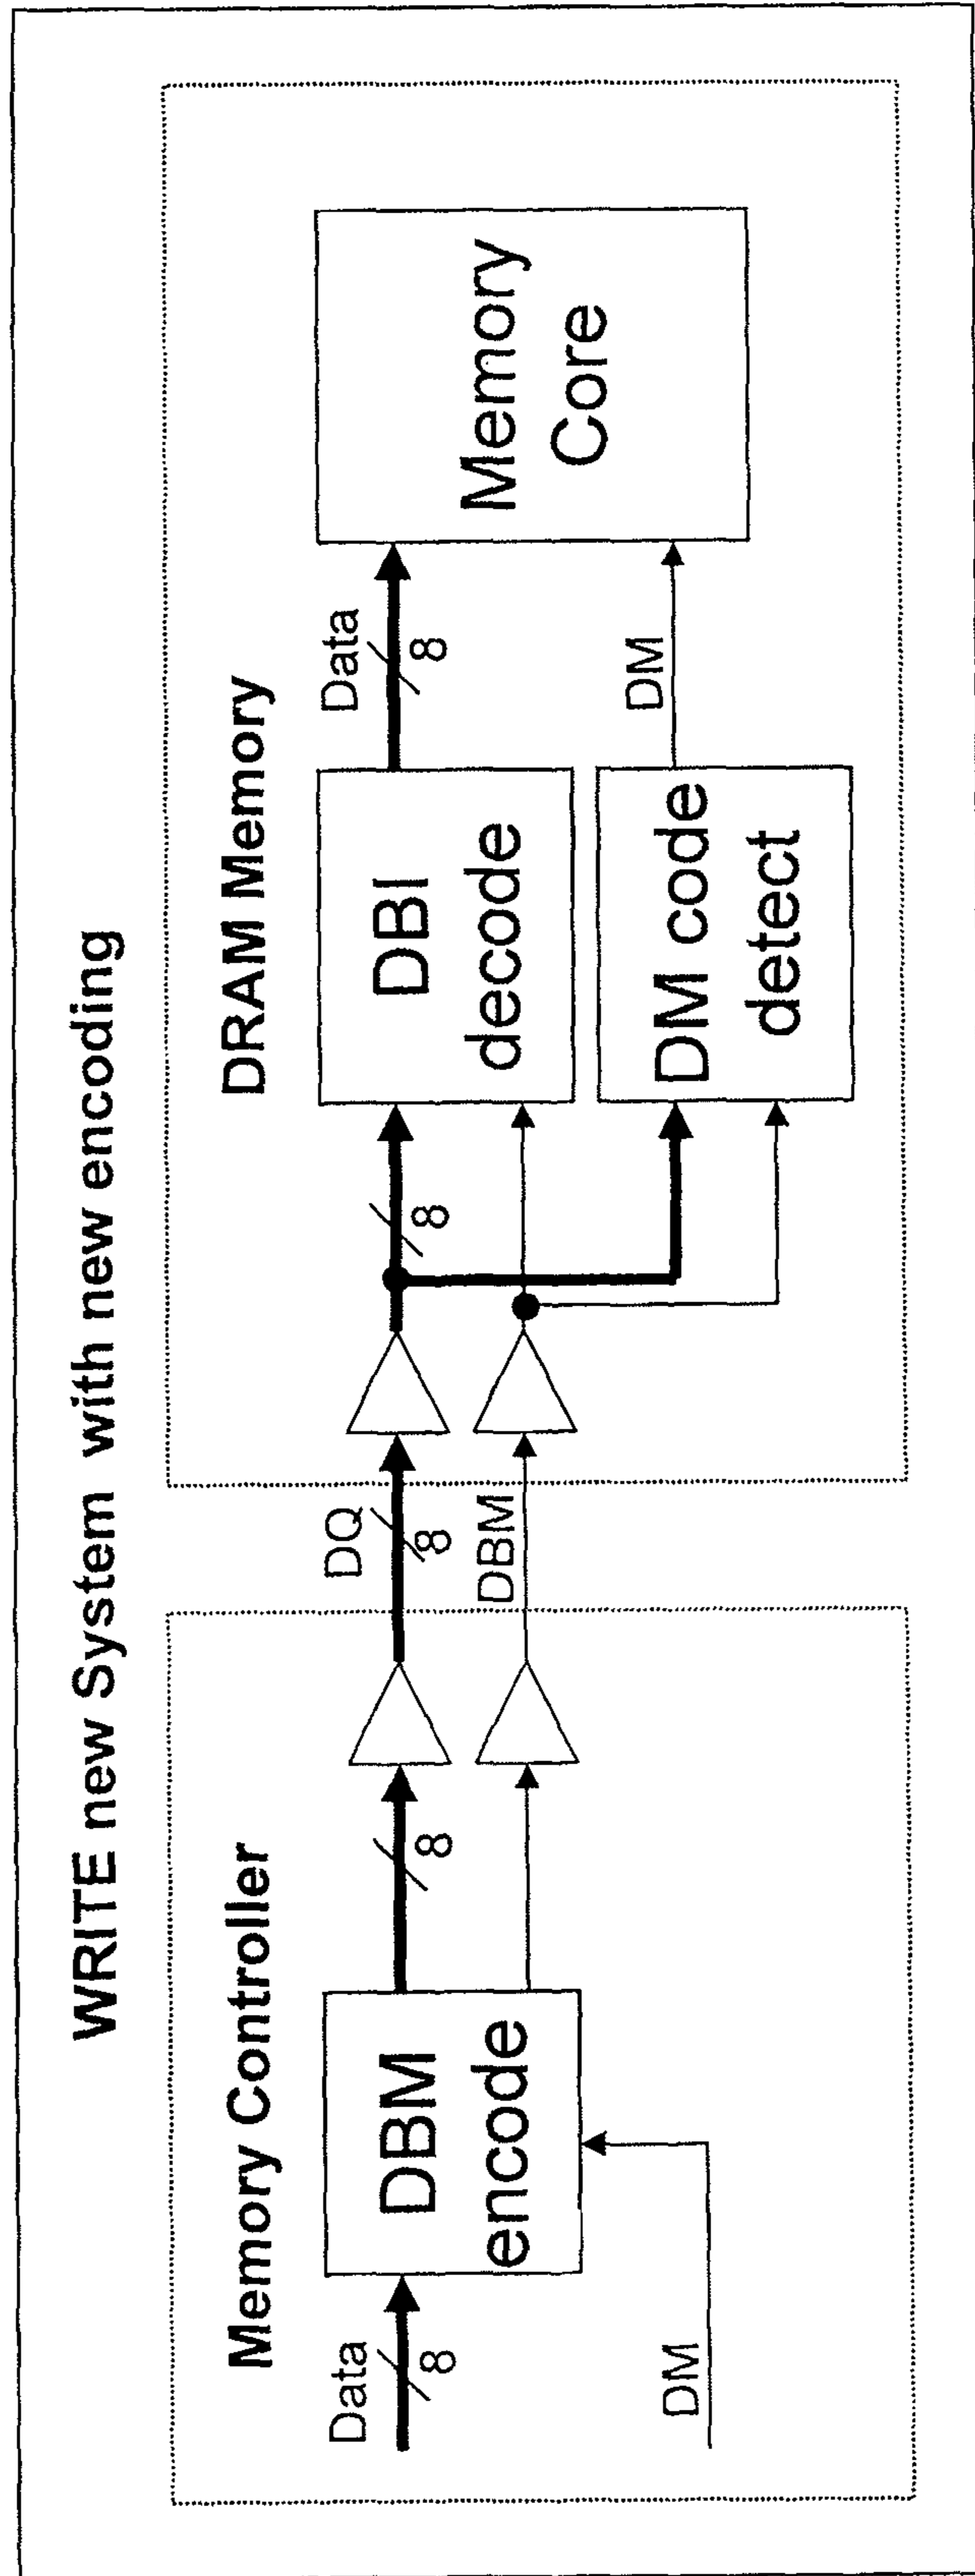 WRITE new System with new encoding
Memory Controller
Data
8
DM
DBM
encode
8
DQ
8
DBM
DRAM Memory
8
DBI
decode
DM code
detect
Data
8
DM
Memory
Core